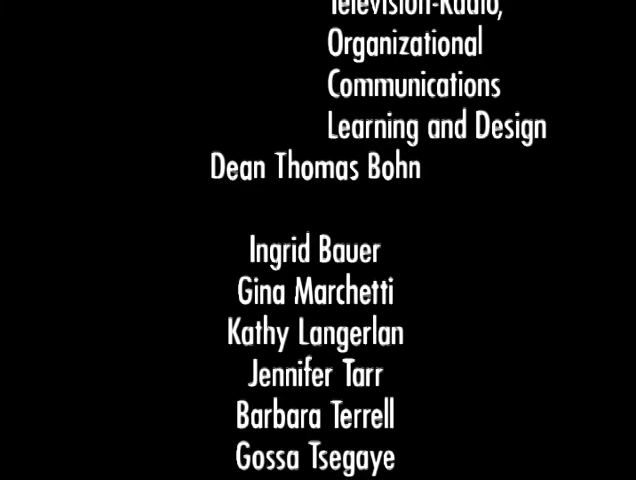 Television-Radio,
Organizational
Communications
Learning and Design
Dean Thomas Bohn
Ingrid Bauer
Gina Marchetti
Kathy Langerlan
Jennifer Tarr
Barbara Terrell
Gossa Tsegaye